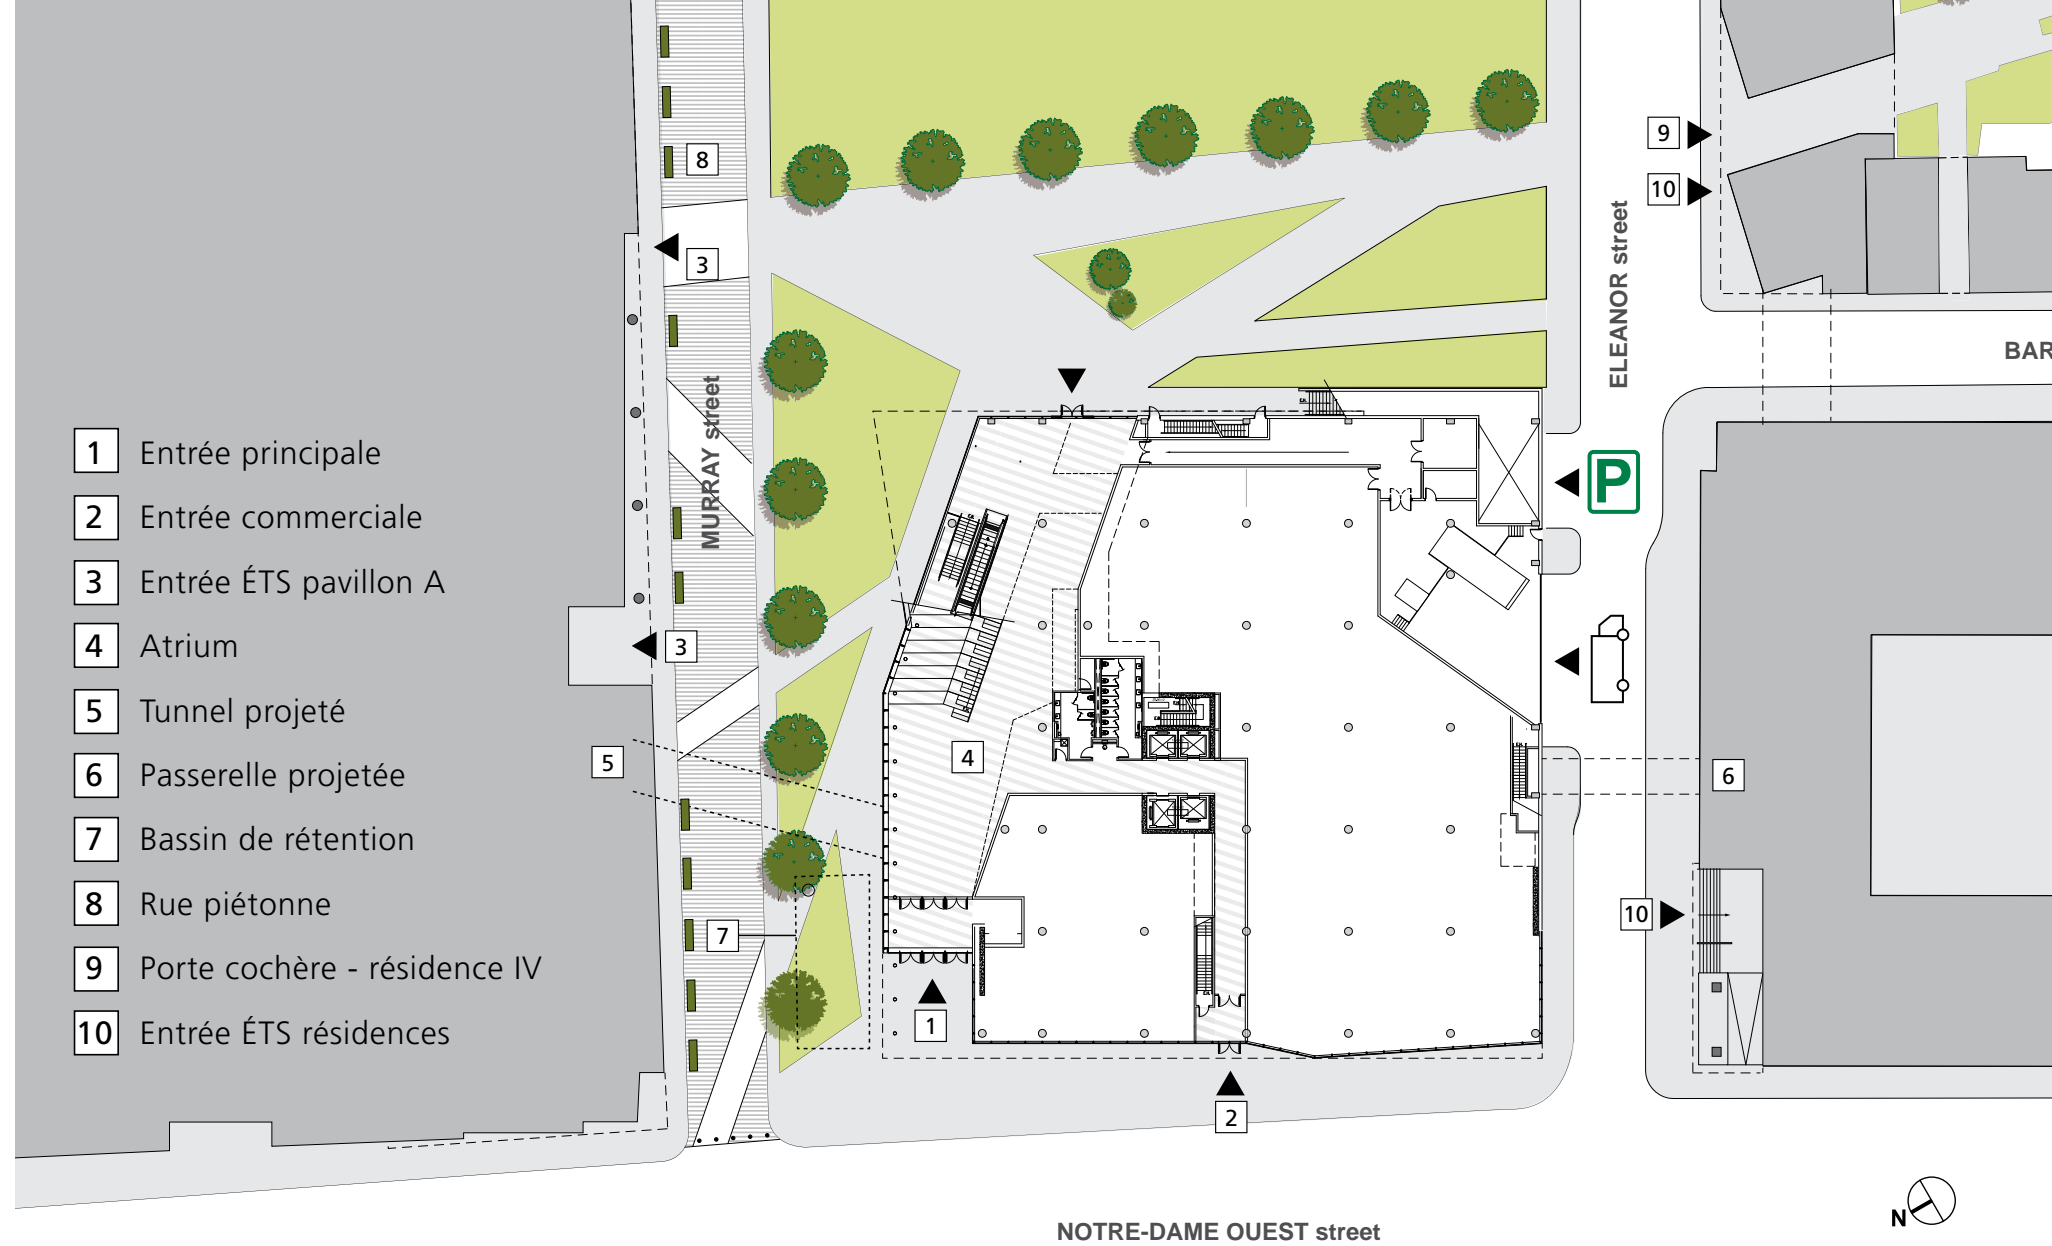 1 Entrée principale
2 Entrée commerciale
3 Entrée ÉTS pavillon A
4 Atrium
5 Tunnel projeté
6 Passerelle projetée
7 Bassin de rétention
8 Rue piétonne
9 Porte cochère - résidence IV
10 Entrée ÉTS résidences
8
3
MURRAY street
3
5
7
4
1
2
ELEANOR street
9
10
BAR
P
6
10
N
NOTRE-DAME OUEST street